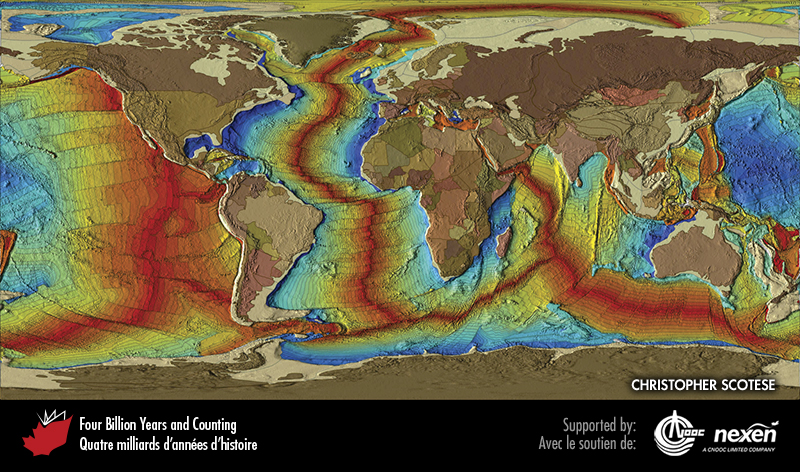 CHRISTOPHER SCOTESE
Four Billion Years and Counting
Quatre milliards d'années d'histoire
Supported by:
Avec le soutien de:
CNOOC
nexen
A CNOOC LIMITED COMPANY